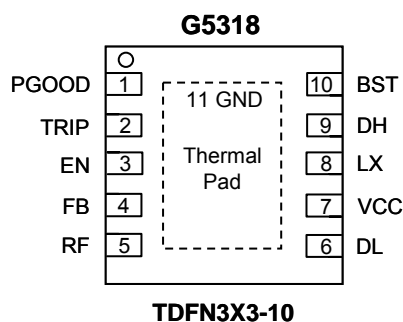 G5318
PGOOD 1
TRIP 2
EN 3
FB 4
RF 5
11 GND
Thermal
Pad
10 BST
9 DH
8 LX
7 VCC
6 DL
TDFN3X3-10